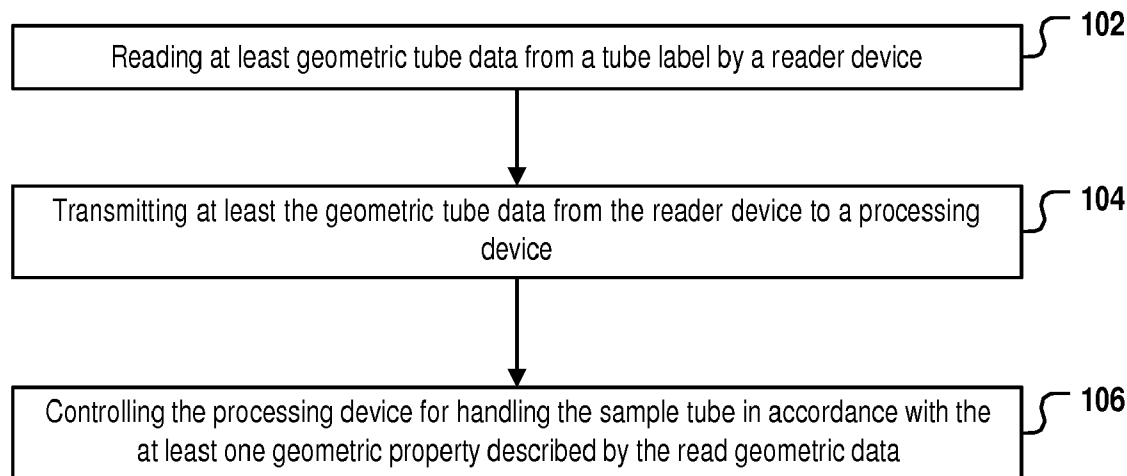 102
Reading at least geometric tube data from a tube label by a reader device
104
Transmitting at least the geometric tube data from the reader device to a processing
device
106
Controlling the processing device for handling the sample tube in accordance with the
at least one geometric property described by the read geometric data